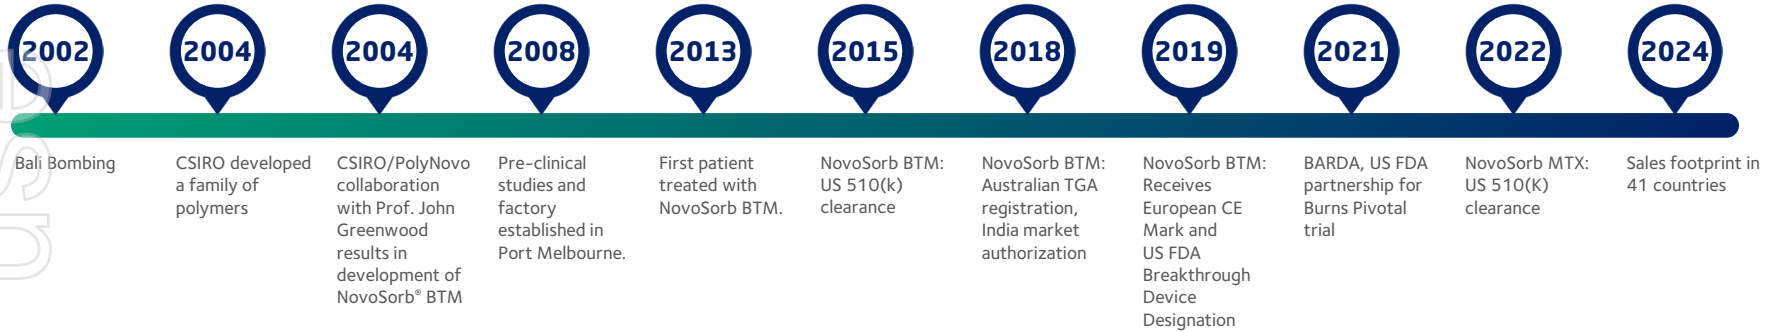 2002
2004
2004
2008
2013
2015
2018
2019
2021
2022
2024
Bali Bombing
CSIRO developed
a family of
polymers
CSIRO/PolyNovo
collaboration
with Prof. John
Greenwood
results in
development of
NovoSorb® BTM
Pre-clinical
studies and
factory
established in
Port Melbourne.
First patient
treated with
NovoSorb BTM.
NovoSorb BTM:
US 510(k)
clearance
NovoSorb BTM:
Australian TGA
registration,
India market
authorization
NovoSorb BTM:
Receives
European CE
Mark and
US FDA
Breakthrough
Device
Designation
BARDA, US FDA
partnership for
Burns Pivotal
trial
NovoSorb MTX:
US 510(K)
clearance
Sales footprint in
41 countries
use